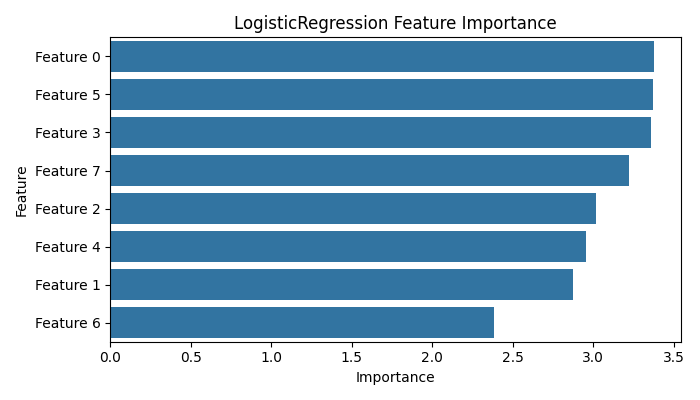 LogisticRegression Feature Importance
Feature 0
Feature 5
Feature 3
Feature 7
Feature 2
Feature 4
Feature 1
Feature 6
Feature
0.0 0.5 1.0 1.5 2.0 2.5 3.0 3.5
Importance